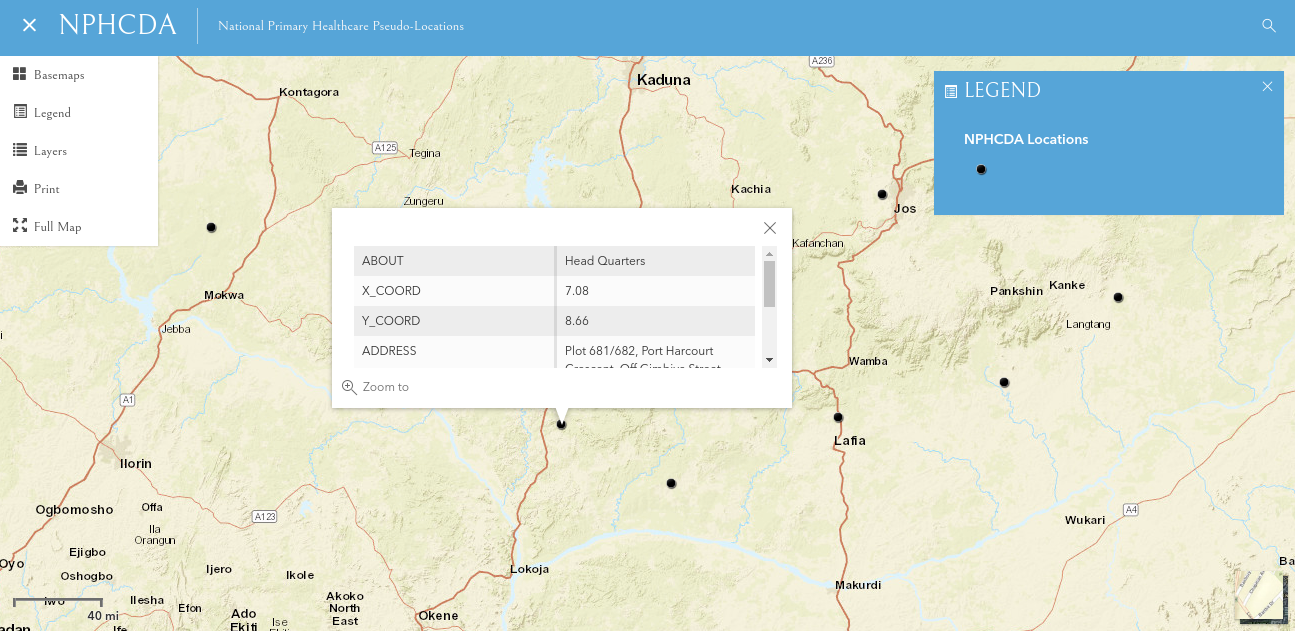 NPHCDA
National Primary Healthcare Pseudo-Locations
Basemaps
Legend
Layers
Print
Full Map
LEGEND
NPHCDA Locations
ABOUT Head Quarters
X_COORD 7.08
Y_COORD 8.66
ADDRESS Plot 681/682, Port Harcourt
Crescent, Off Gimbiya Street
Zoom to
A236
Kaduna
Kontagora
A125
Tegina
Kachia
Zungeru
Jos
Kafanchan
Mokwa
Pankshin
Kanke
Jebba
Langtang
Wamba
A1
Lafia
Ilorin
Ogbomosho
Offa
A123
A4
Wukari
Ila
Orangun
Ejigbo
Oyo
Oshogbo
Ijero
Ikole
Lokoja
Makurdi
Ba
Iwo
Ilesha
Efon
Ado
Ekiti
Akoko
North
East
Okene
Ise
40 mi
Ife
adan